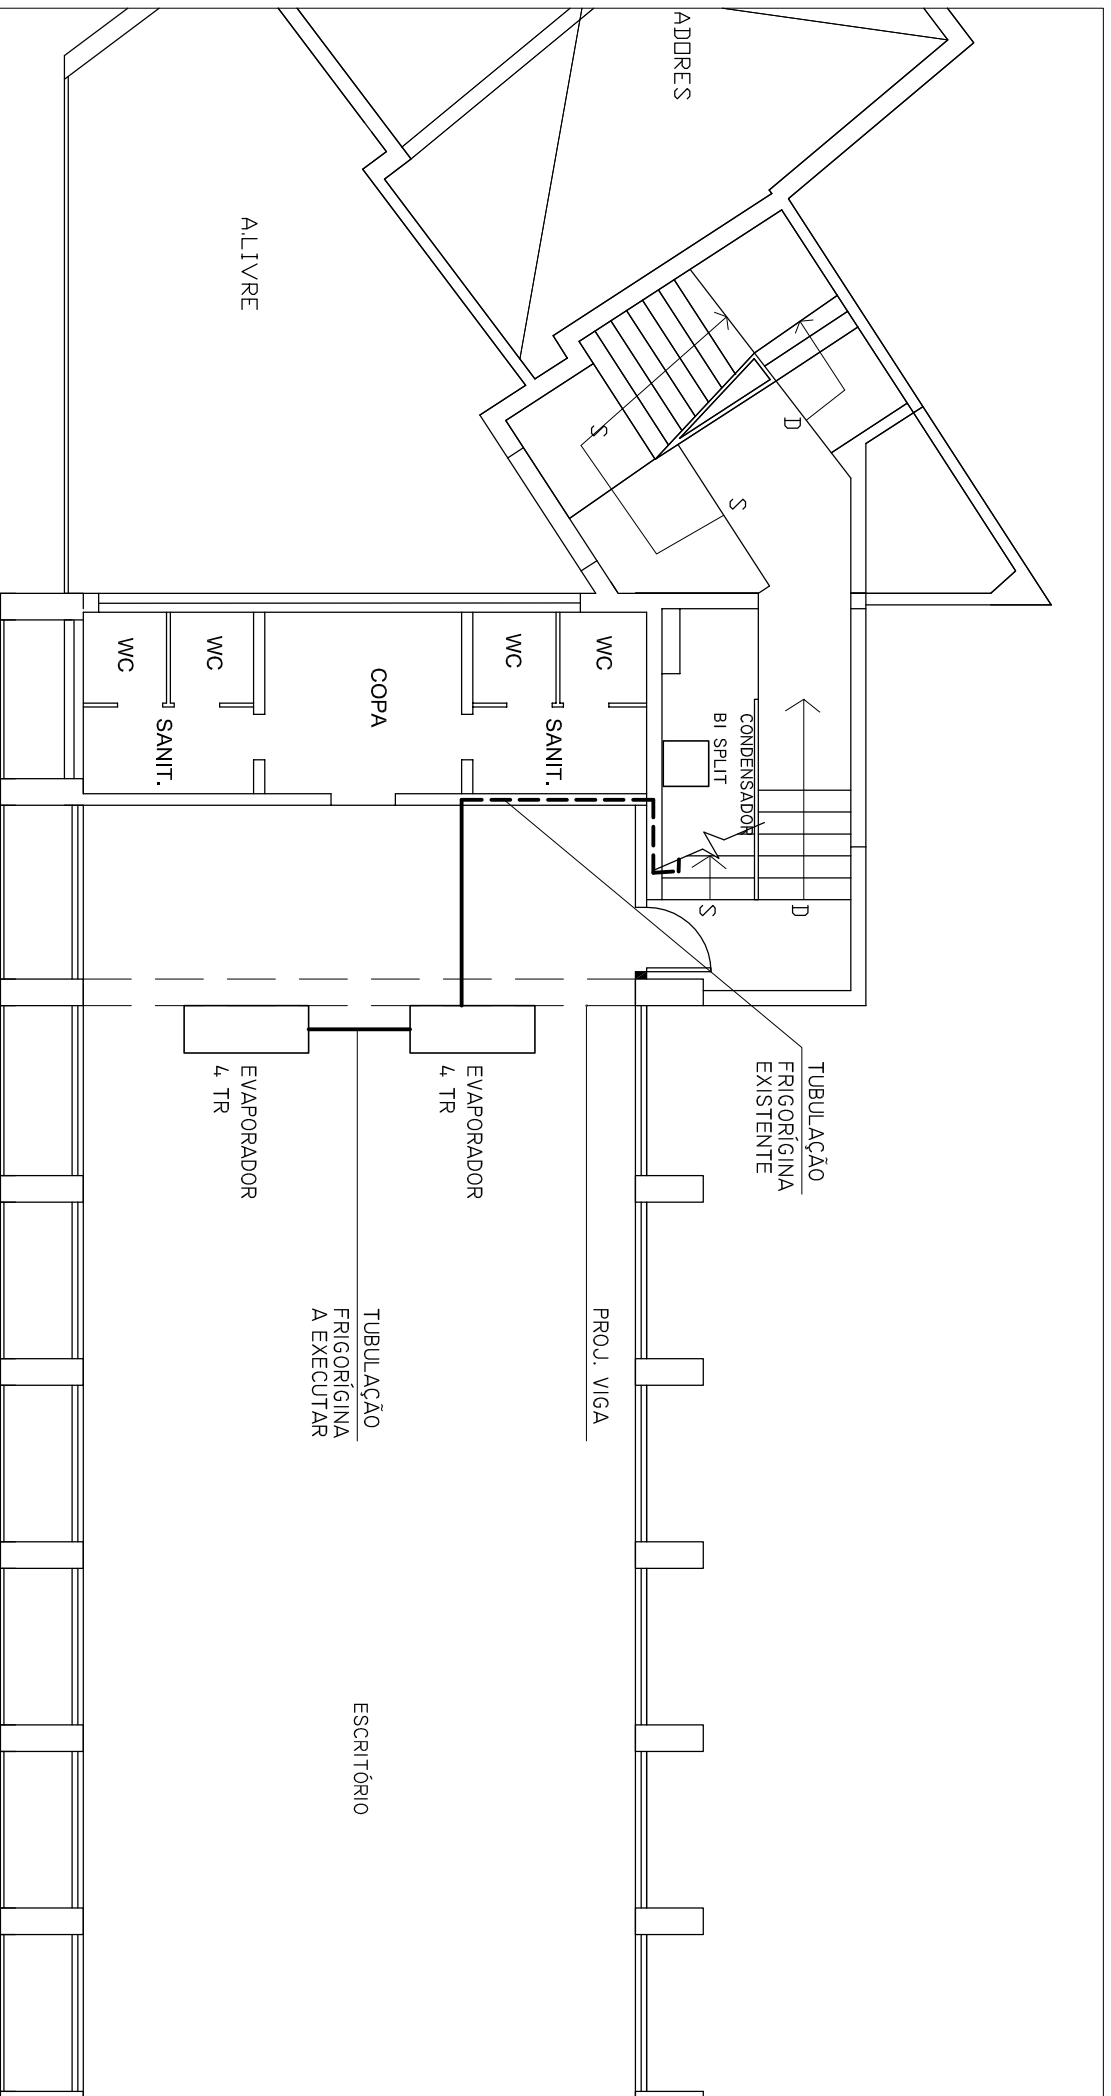 ADORES
A.LIVRE
D
S
S
CONDENSADOR
BI SPLIT
WC
WC
SANIT.
COPA
WC
WC
SANIT.
D
S
TUBULAÇÃO
FRIGORÍGINA
EXISTENTE
EVAPORADOR
4 TR
EVAPORADOR
4 TR
PROJ. VIGA
TUBULAÇÃO
FRIGORÍGINA
A EXECUTAR
ESCRITÓRIO